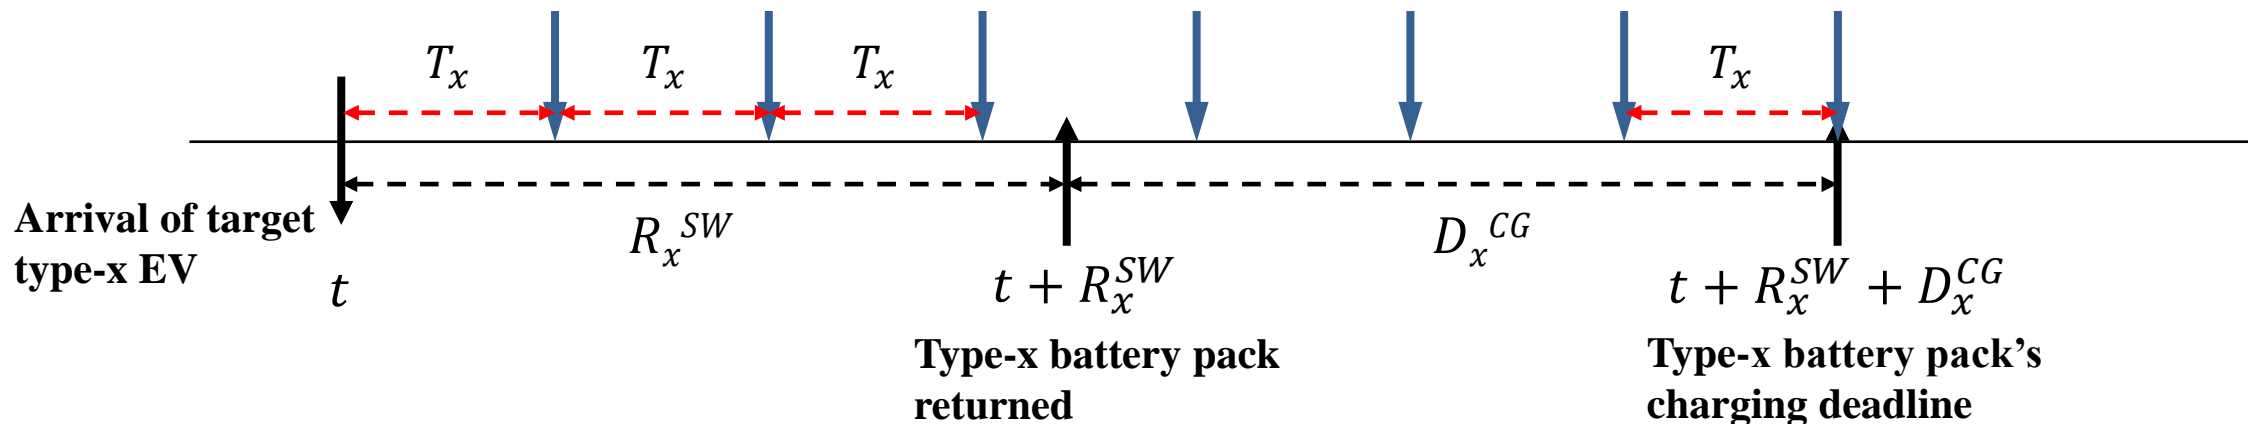 T_x T_x T_x T_x
R_x^{SW} D_x^{CG}
Arrival of target
type-x EV
t
t + R_x^{SW}
t + R_x^{SW} + D_x^{CG}
Type-x battery pack
returned
Type-x battery pack’s
charging deadline